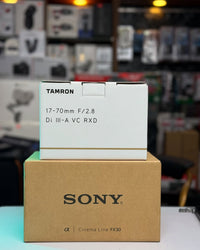 TAMRON
17-70mm F/2.8
Di III-A VC RXD
SONY
α | Cinema Line FX30